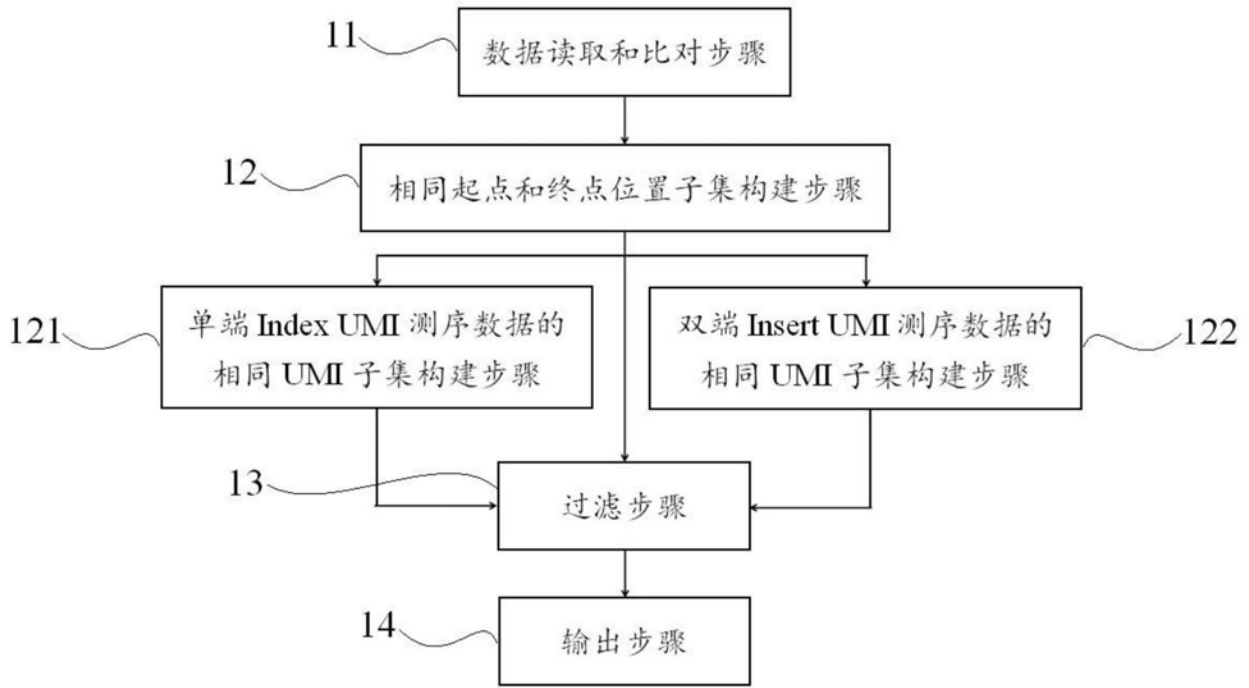 11
数据读取和比对步骤
12
相同起点和终点位置子集构建步骤
121
单端 Index UMI 测序数据的
相同 UMI 子集构建步骤
双端 Insert UMI 测序数据的
相同 UMI 子集构建步骤
122
13
过滤步骤
14
输出步骤